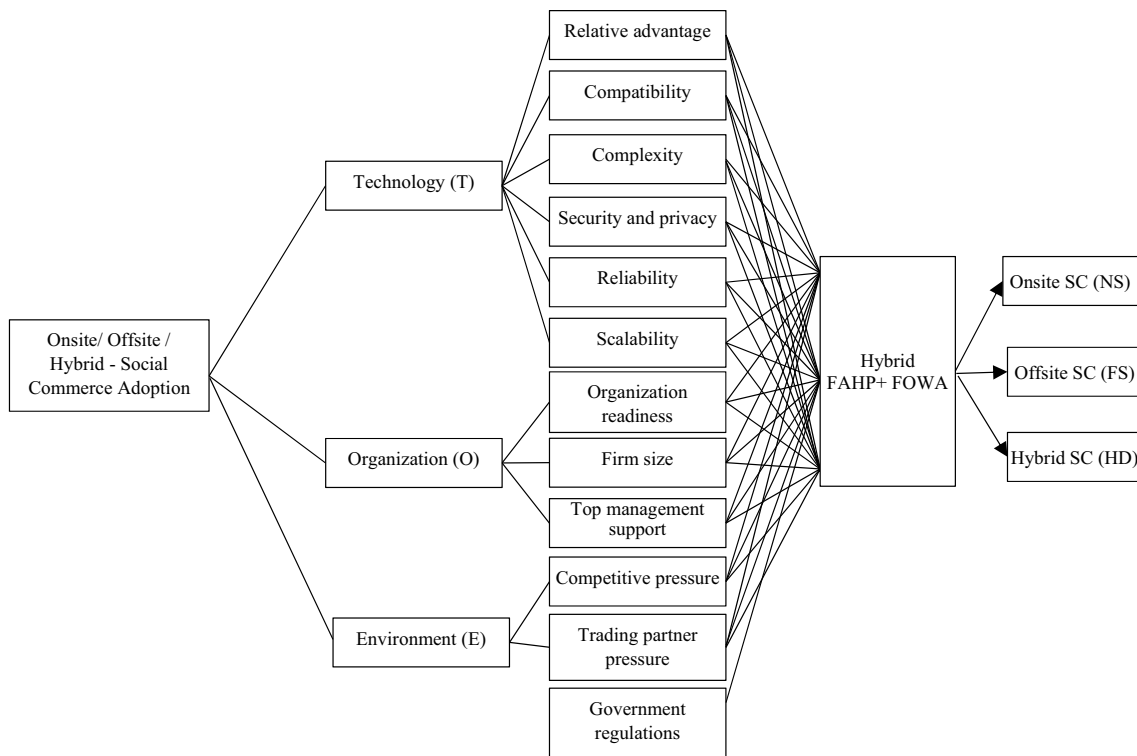 Onsite/ Offsite /
Hybrid - Social
Commerce Adoption
Technology (T)
Organization (O)
Environment (E)
Relative advantage
Compatibility
Complexity
Security and privacy
Reliability
Scalability
Organization
readiness
Firm size
Top management
support
Competitive pressure
Trading partner
pressure
Government
regulations
Hybrid
FAHP+ FOWA
Onsite SC (NS)
Offsite SC (FS)
Hybrid SC (HD)